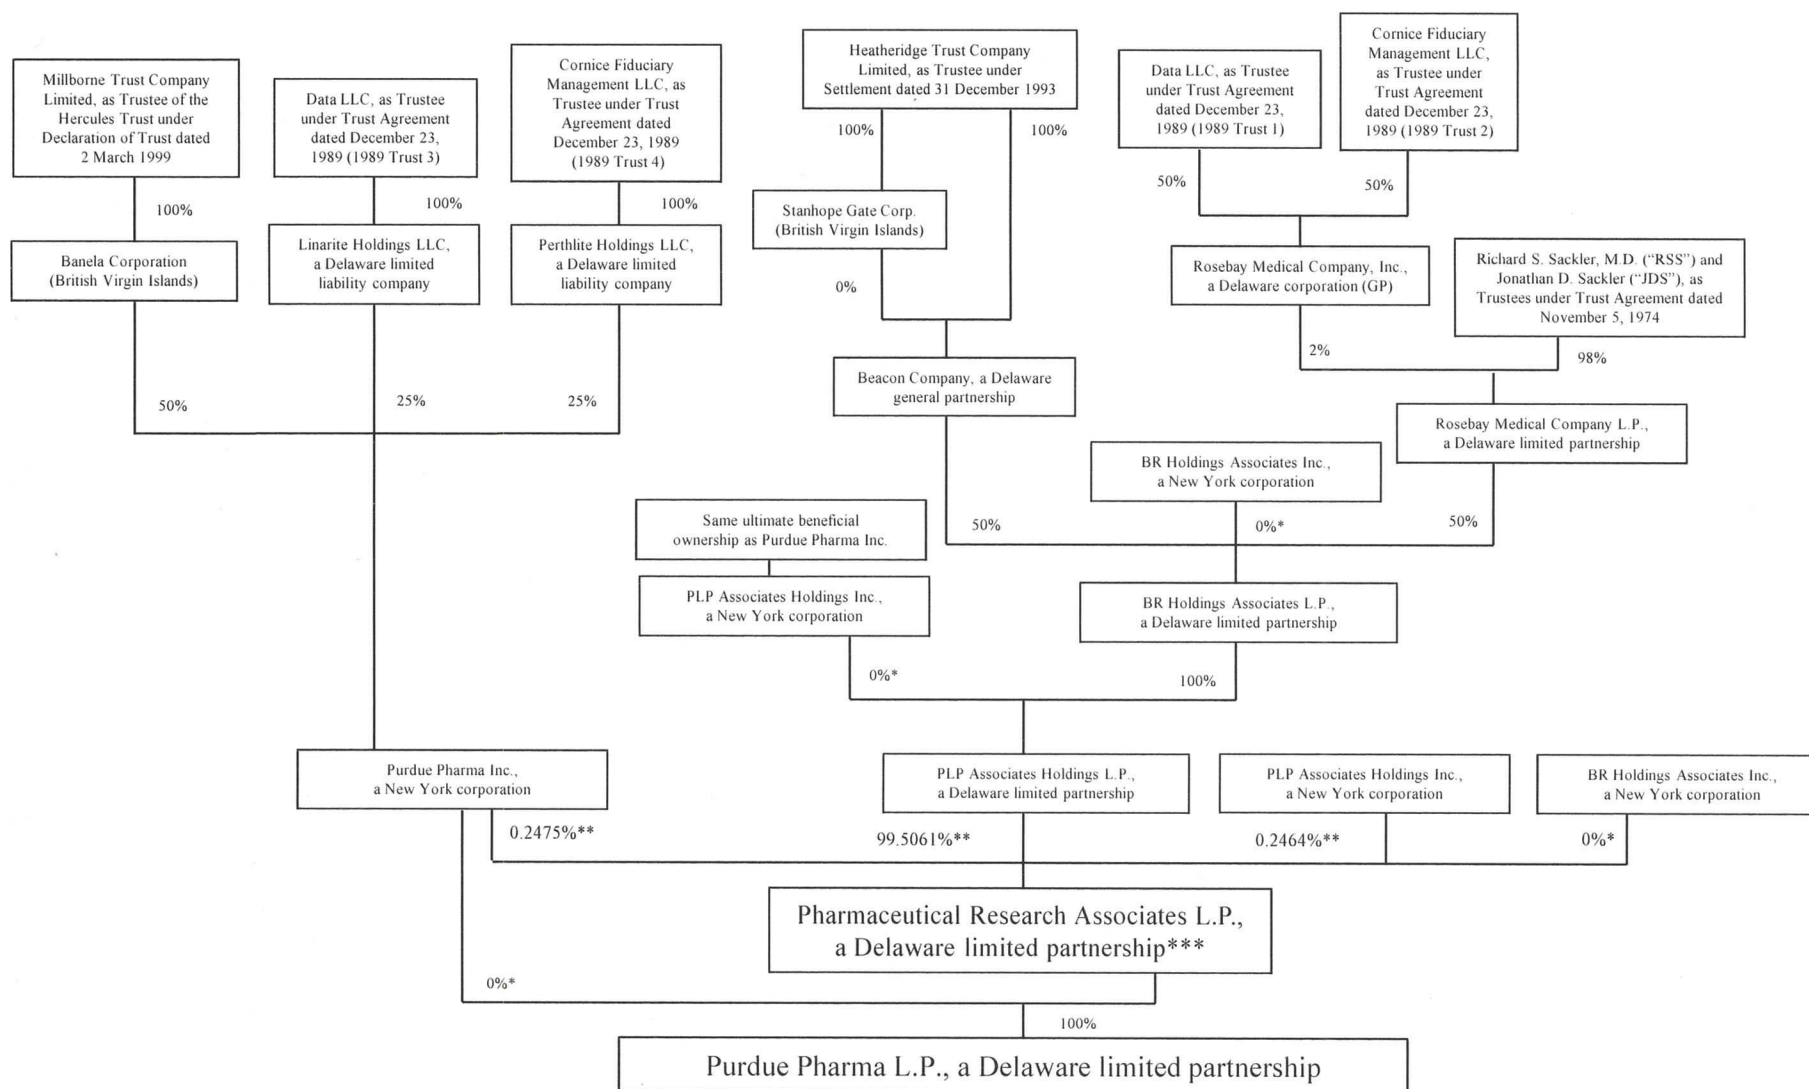 Millborne Trust Company
Limited, as Trustee of the
Hercules Trust under
Declaration of Trust dated
2 March 1999
Data LLC, as Trustee
under Trust Agreement
dated December 23,
1989 (1989 Trust 3)
Cornice Fiduciary
Management LLC, as
Trustee under Trust
Agreement dated
December 23, 1989
(1989 Trust 4)
Heatheridge Trust Company
Limited, as Trustee under
Settlement dated 31 December 1993
Data LLC, as Trustee
under Trust Agreement
dated December 23,
1989 (1989 Trust 1)
Cornice Fiduciary
Management LLC,
as Trustee under
Trust Agreement
dated December 23,
1989 (1989 Trust 2)
100%
100%
100%
100%
100%
50%
50%
Banela Corporation
(British Virgin Islands)
Linarite Holdings LLC,
a Delaware limited
liability company
Perthlite Holdings LLC,
a Delaware limited
liability company
Stanhope Gate Corp.
(British Virgin Islands)
Rosebay Medical Company, Inc.,
a Delaware corporation (GP)
Richard S. Sackler, M.D. (“RSS”) and
Jonathan D. Sackler (“JDS”), as
Trustees under Trust Agreement dated
November 5, 1974
0%
2%
98%
50%
25%
25%
Beacon Company, a Delaware
general partnership
Rosebay Medical Company L.P.,
a Delaware limited partnership
BR Holdings Associates Inc.,
a New York corporation
Same ultimate beneficial
ownership as Purdue Pharma Inc.
50%
0%*
50%
PLP Associates Holdings Inc.,
a New York corporation
BR Holdings Associates L.P.,
a Delaware limited partnership
0%*
100%
Purdue Pharma Inc.,
a New York corporation
PLP Associates Holdings L.P.,
a Delaware limited partnership
PLP Associates Holdings Inc.,
a New York corporation
BR Holdings Associates Inc.,
a New York corporation
0.2475%**
99.5061%**
0.2464%**
0%*
Pharmaceutical Research Associates L.P.,
a Delaware limited partnership***
0%*
100%
Purdue Pharma L.P., a Delaware limited partnership